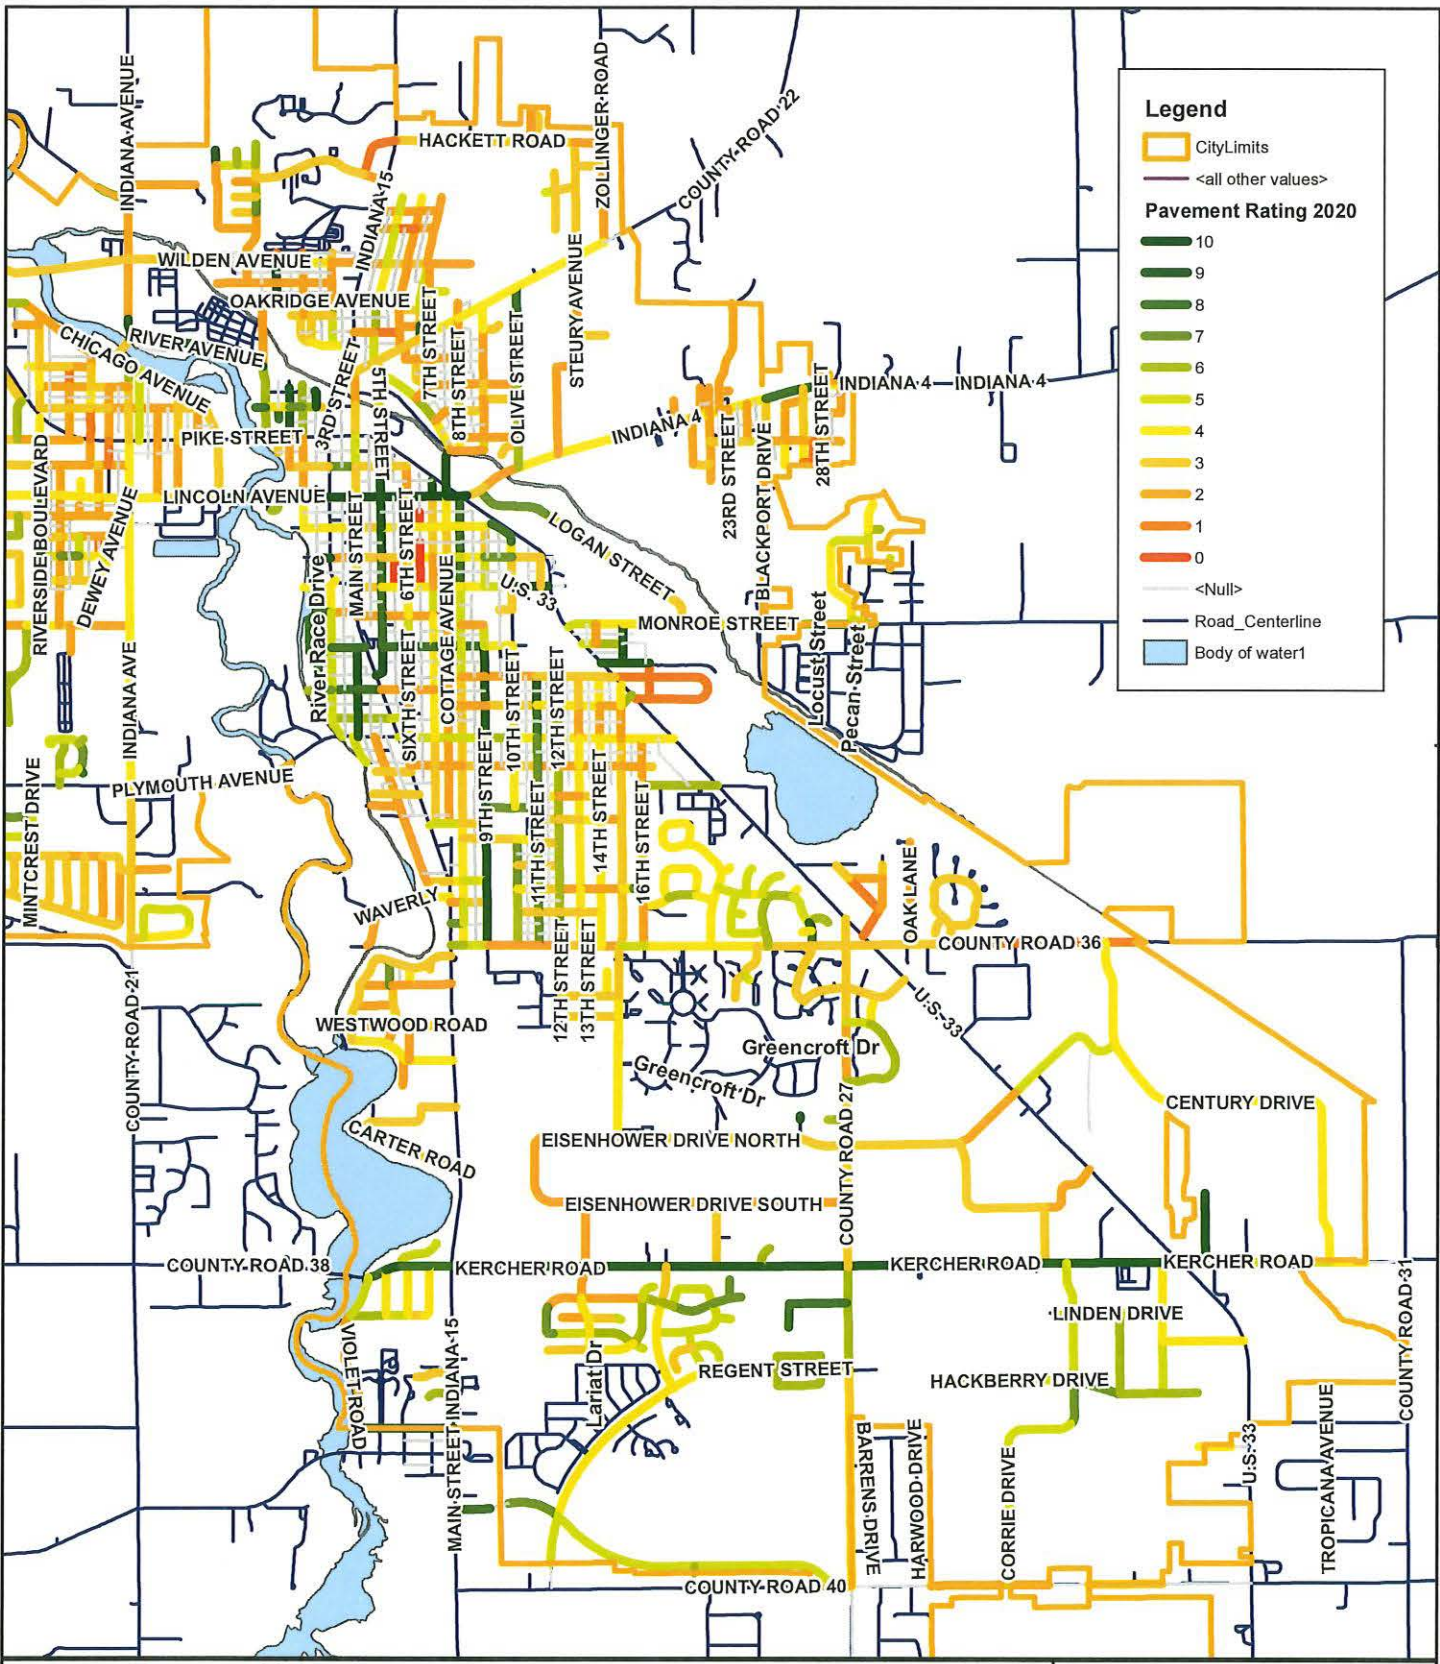 Legend
CityLimits
<all other values>
Pavement Rating 2020
10
9
8
7
6
5
4
3
2
1
0
<Null>
Road_Centerline
Body of water1
INDIANA AVENUE
ZOLLINGER ROAD
COUNTY ROAD 22
HACKETT ROAD
INDIANA 15
WILDEN AVENUE
STEURY AVENUE
OAKRIDGE AVENUE
RIVER AVENUE
CHICAGO AVENUE
3RD STREET
5TH STREET
7TH STREET
8TH STREET
OLIVE STREET
INDIANA 4
INDIANA 4
INDIANA 4
23RD STREET
BLACKPORT DRIVE
28TH STREET
PIKE STREET
LINCOLN AVENUE
RIVERSIDE BOULEVARD
DEWEY AVENUE
MAIN STREET
6TH STREET
LOGAN STREET
U.S. 33
River Race Drive
COTTAGE AVENUE
SIXTH STREET
MONROE STREET
Locust Street
Pecan Street
INDIANA AVE
10TH STREET
12TH STREET
PLYMOUTH AVENUE
MINTCREST DRIVE
9TH STREET
11TH STREET
14TH STREET
16TH STREET
WAVERLY
OAK LANE
COUNTY ROAD 36
12TH STREET
13TH STREET
COUNTY ROAD 21
WESTWOOD ROAD
U.S. 33
Greencroft Dr
Greencroft Dr
CENTURY DRIVE
CARTER ROAD
EISENHOWER DRIVE NORTH
COUNTY ROAD 27
EISENHOWER DRIVE SOUTH
COUNTY ROAD 38
KERCHER ROAD
KERCHER ROAD
KERCHER ROAD
COUNTY ROAD 31
LINDEN DRIVE
VIOLET ROAD
MAIN STREET INDIANA 15
Lariat Dr
REGENT STREET
HACKBERRY DRIVE
BARRENS DRIVE
HARWOOD DRIVE
CORRIE DRIVE
U.S. 33
TROPICANA AVENUE
COUNTY ROAD 40